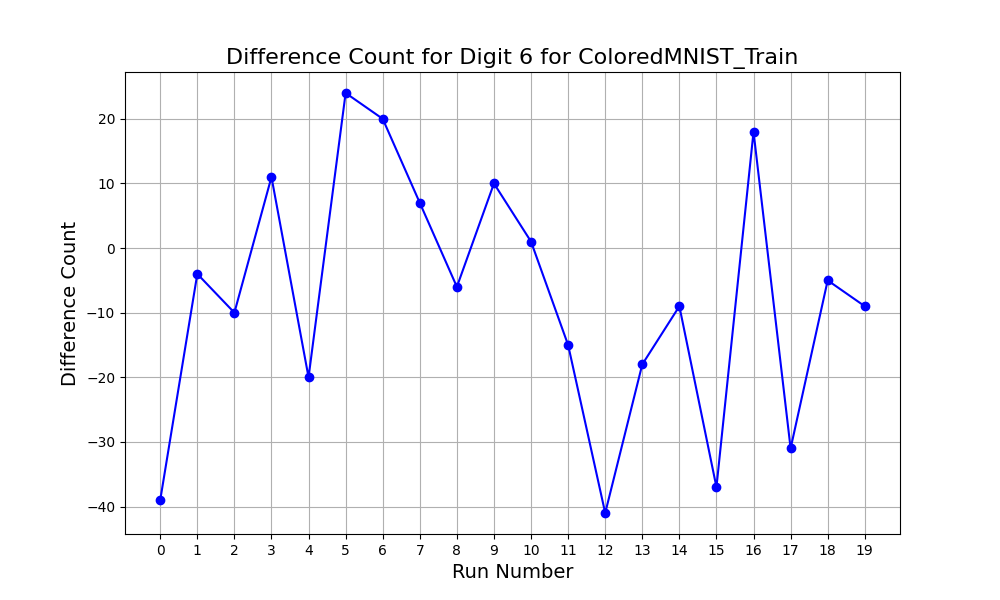 Difference Count for Digit 6 for ColoredMNIST_Train
Difference Count
20
10
0
−10
−20
−30
−40
0 1 2 3 4 5 6 7 8 9 10 11 12 13 14 15 16 17 18 19
Run Number